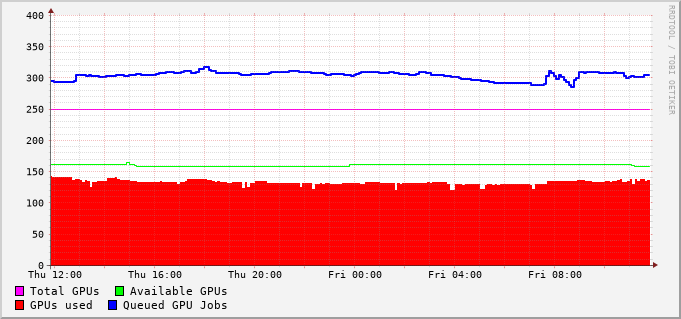 RRDTOOL / TOBI OETIKER
400
350
300
250
200
150
100
50
0
Thu 12:00 Thu 16:00 Thu 20:00 Fri 00:00 Fri 04:00 Fri 08:00
Total GPUs Available GPUs
GPUs used Queued GPU Jobs